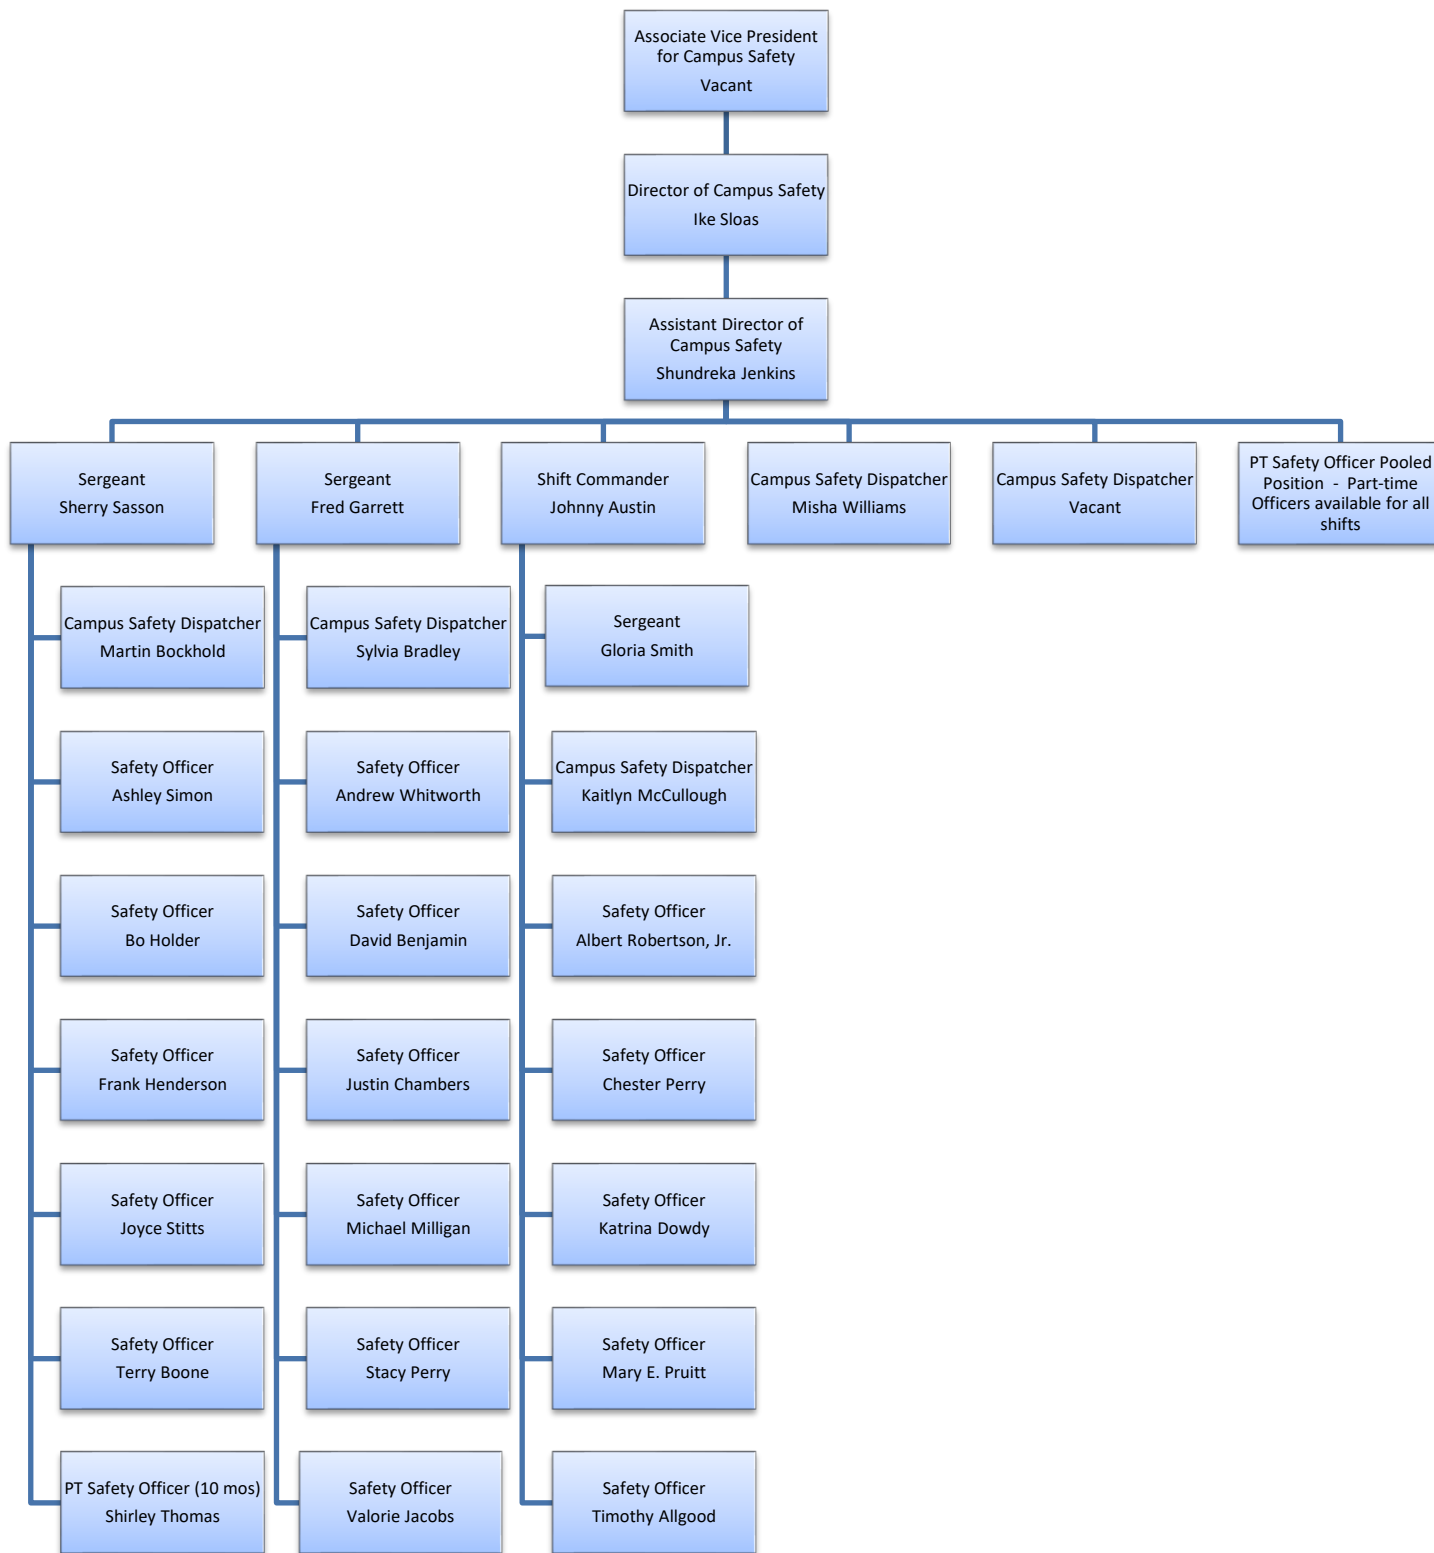 Associate Vice President
for Campus Safety
Vacant
Director of Campus Safety
Ike Sloas
Assistant Director of
Campus Safety
Shundreka Jenkins
Sergeant
Sherry Sasson
Sergeant
Fred Garrett
Shift Commander
Johnny Austin
Campus Safety Dispatcher
Misha Williams
Campus Safety Dispatcher
Vacant
PT Safety Officer Pooled
Position - Part-time
Officers available for all
shifts
Campus Safety Dispatcher
Martin Bockhold
Safety Officer
Ashley Simon
Safety Officer
Bo Holder
Safety Officer
Frank Henderson
Safety Officer
Joyce Stitts
Safety Officer
Terry Boone
PT Safety Officer (10 mos)
Shirley Thomas
Campus Safety Dispatcher
Sylvia Bradley
Safety Officer
Andrew Whitworth
Safety Officer
David Benjamin
Safety Officer
Justin Chambers
Safety Officer
Michael Milligan
Safety Officer
Stacy Perry
Safety Officer
Valorie Jacobs
Sergeant
Gloria Smith
Campus Safety Dispatcher
Kaitlyn McCullough
Safety Officer
Albert Robertson, Jr.
Safety Officer
Chester Perry
Safety Officer
Katrina Dowdy
Safety Officer
Mary E. Pruitt
Safety Officer
Timothy Allgood